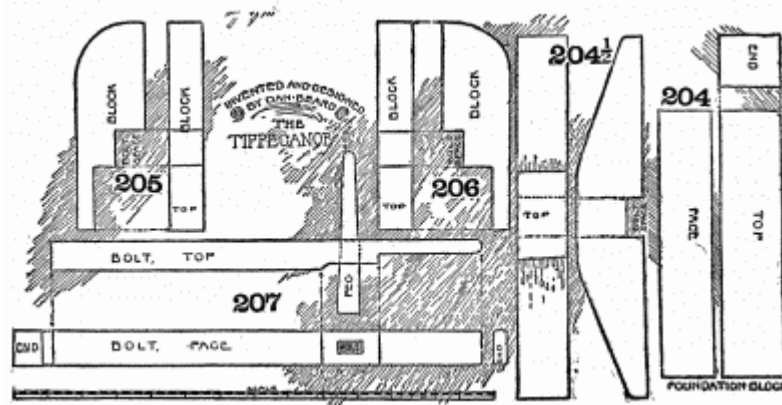 BLOCK
BLOCK
205
TOP
INVENTED AND DESIGNED
BY DAN BEARD
THE
TIPPECANOE
BLOCK
BLOCK
206
TOP
204½
TOP
204
END
FACE
TOP
FOUNDATION BLOCK
BOLT, TOP
PEG
207
END
BOLT, FACE
HOLE
END